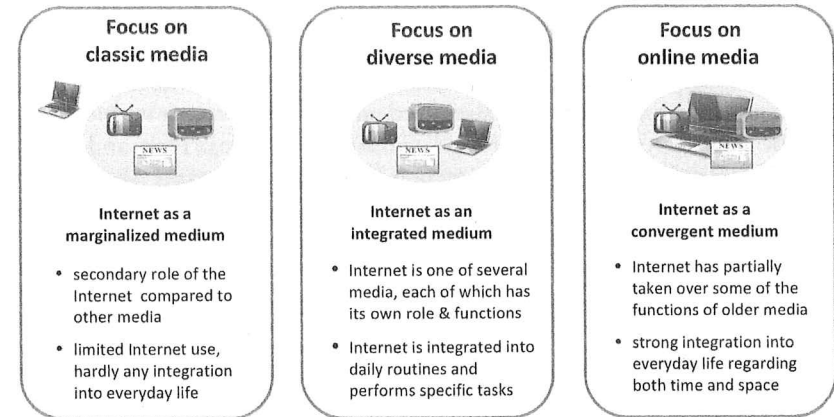 Focus on
classic media
NEWS
Internet as a
marginalized medium
• secondary role of the
Internet compared to
other media
• limited Internet use,
hardly any integration
into everyday life
Focus on
diverse media
NEWS
Internet as an
integrated medium
• Internet is one of several
media, each of which has
its own role & functions
• Internet is integrated into
daily routines and
performs specific tasks
Focus on
online media
NEWS
Internet as a
convergent medium
• Internet has partially
taken over some of the
functions of older media
• strong integration into
everyday life regarding
both time and space